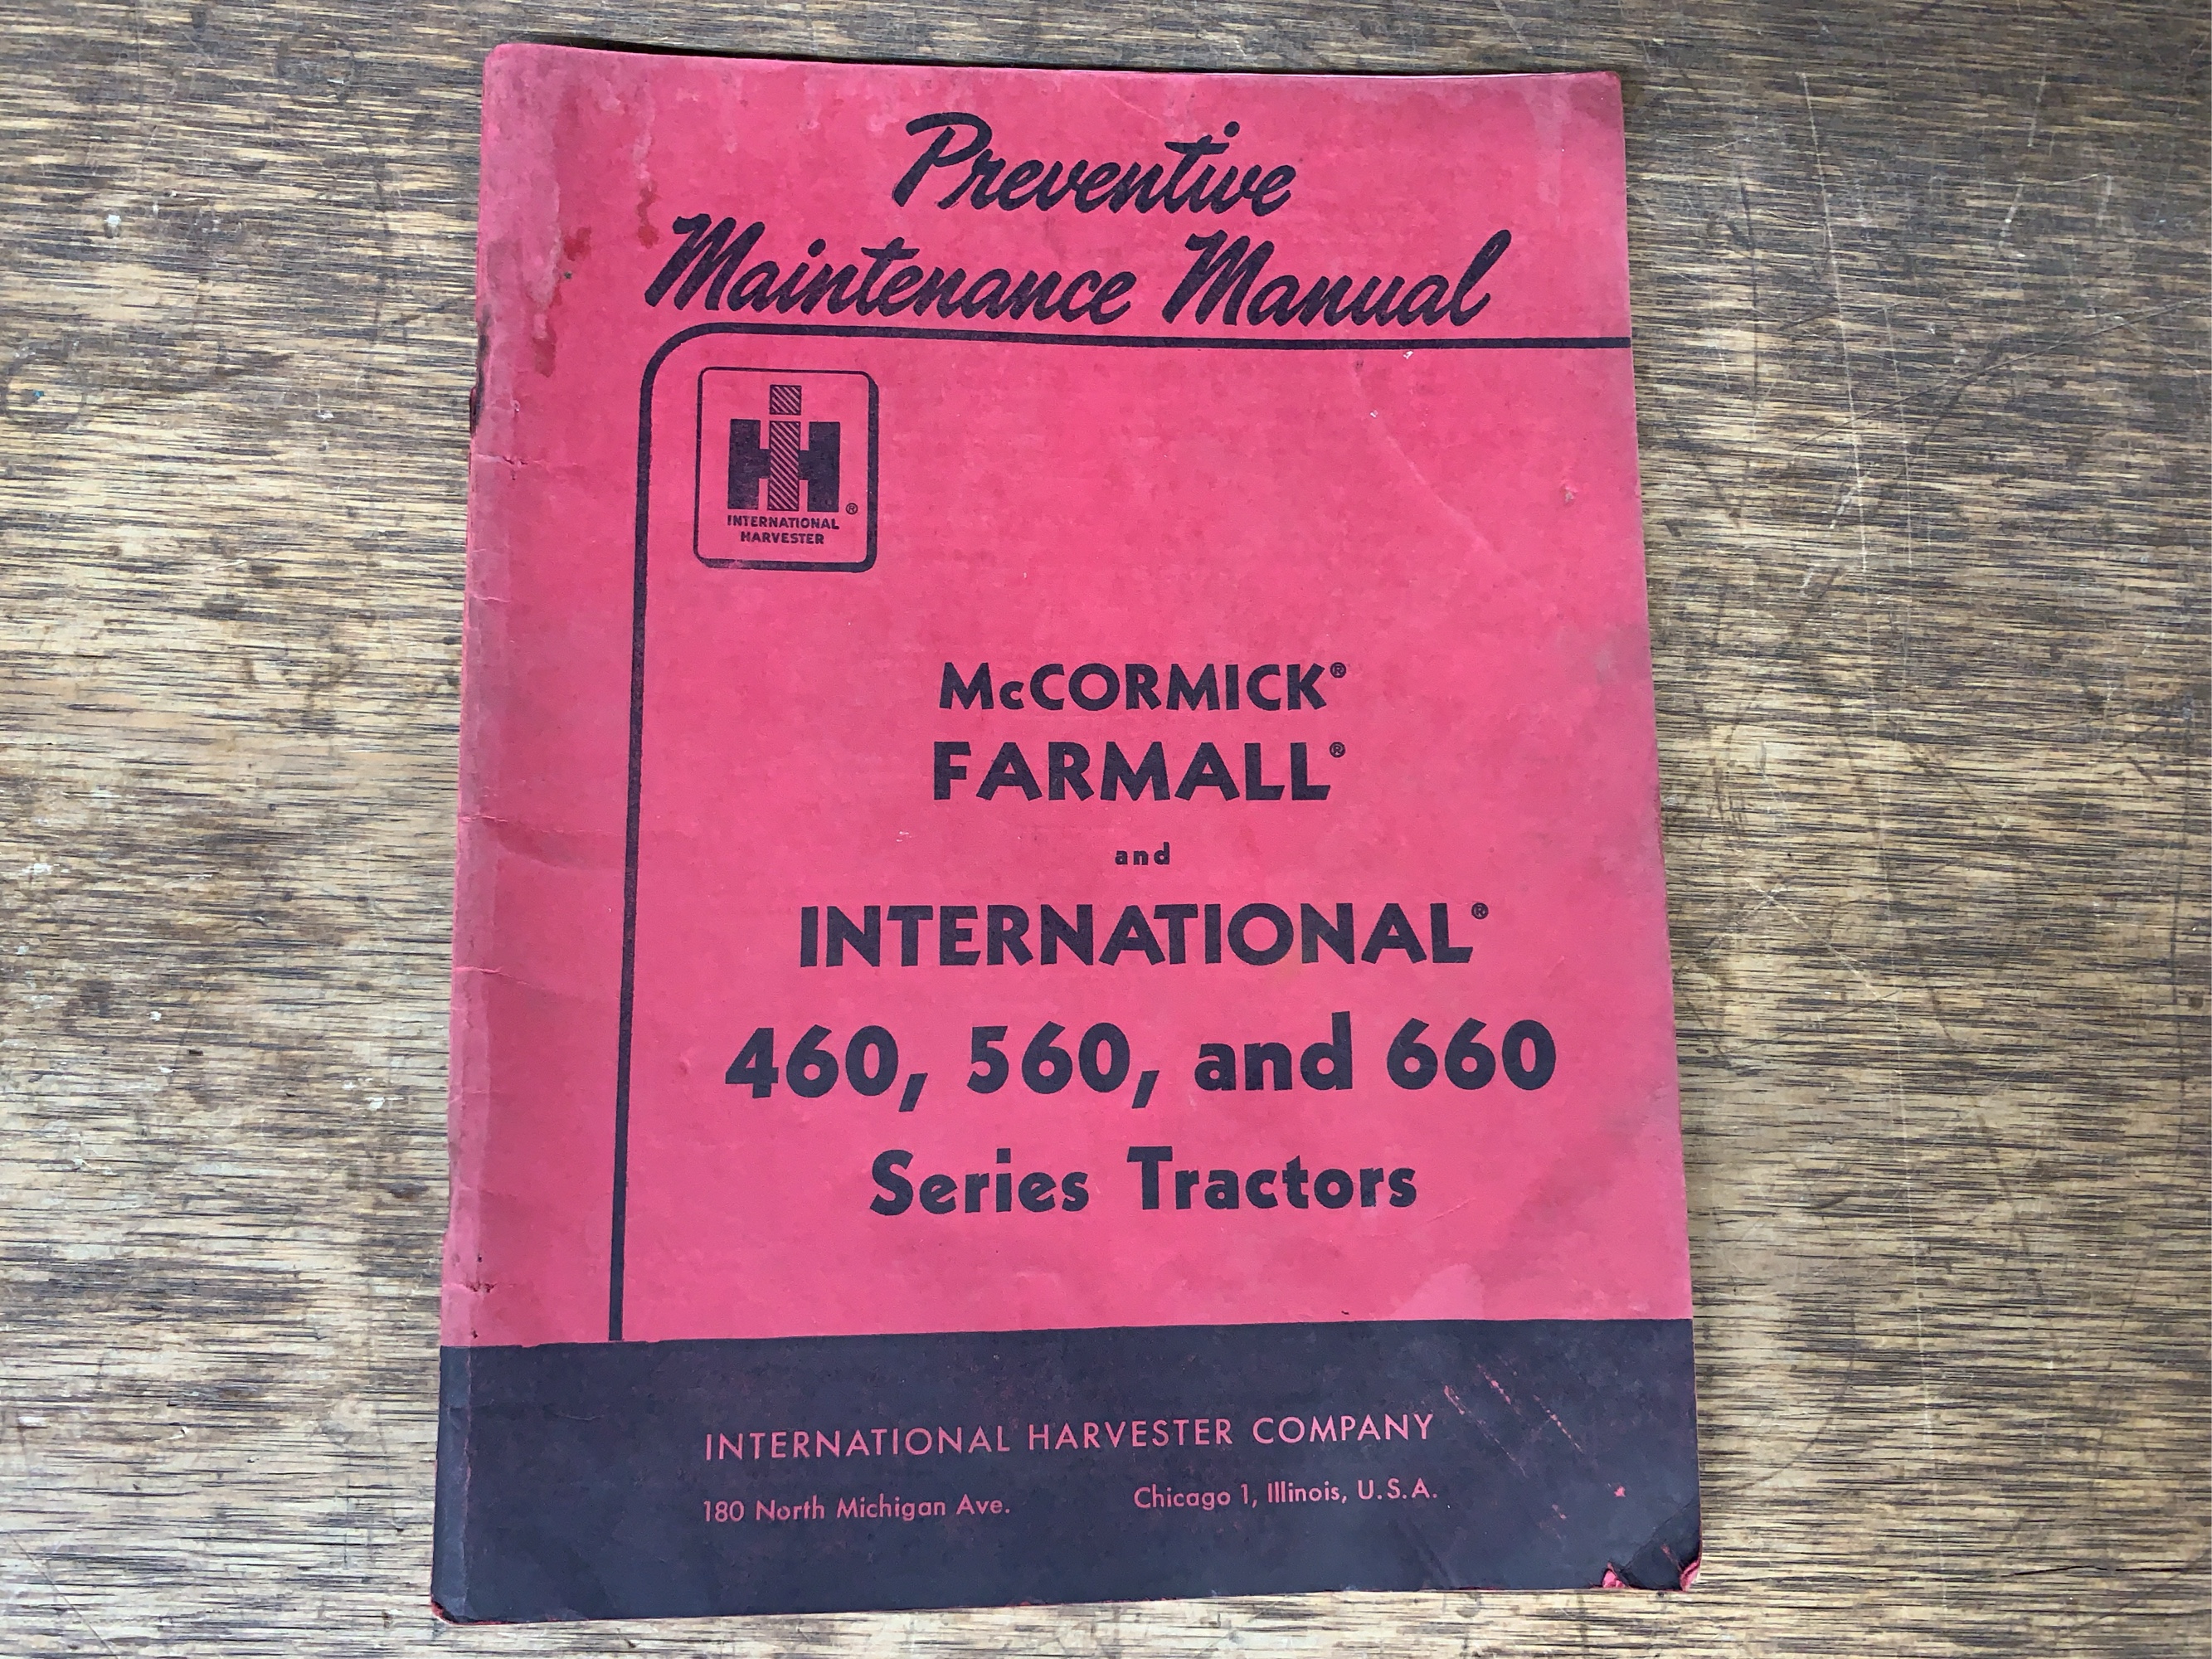 Preventive
Maintenance Manual
IH ®
INTERNATIONAL
HARVESTER
McCORMICK®
FARMALL®
and
INTERNATIONAL®
460, 560, and 660
Series Tractors
INTERNATIONAL HARVESTER COMPANY
180 North Michigan Ave. Chicago 1, Illinois, U.S.A.